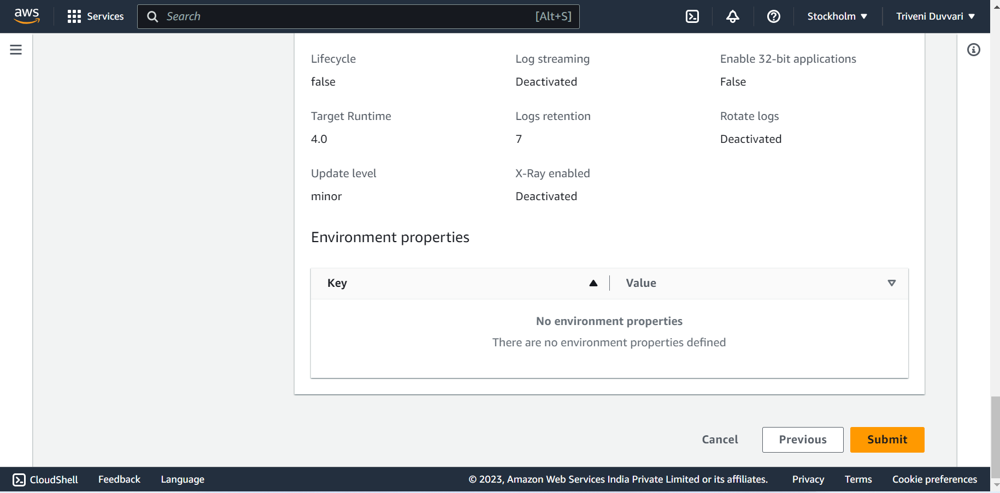 aws Services Search [Alt+S] Stockholm Triveni Duvvari
Lifecycle Log streaming Enable 32-bit applications
false Deactivated False
Target Runtime Logs retention Rotate logs
4.0 7 Deactivated
Update level X-Ray enabled
minor Deactivated
Environment properties
Key Value
No environment properties
There are no environment properties defined
Cancel Previous Submit
CloudShell Feedback Language © 2023, Amazon Web Services India Private Limited or its affiliates. Privacy Terms Cookie preferences